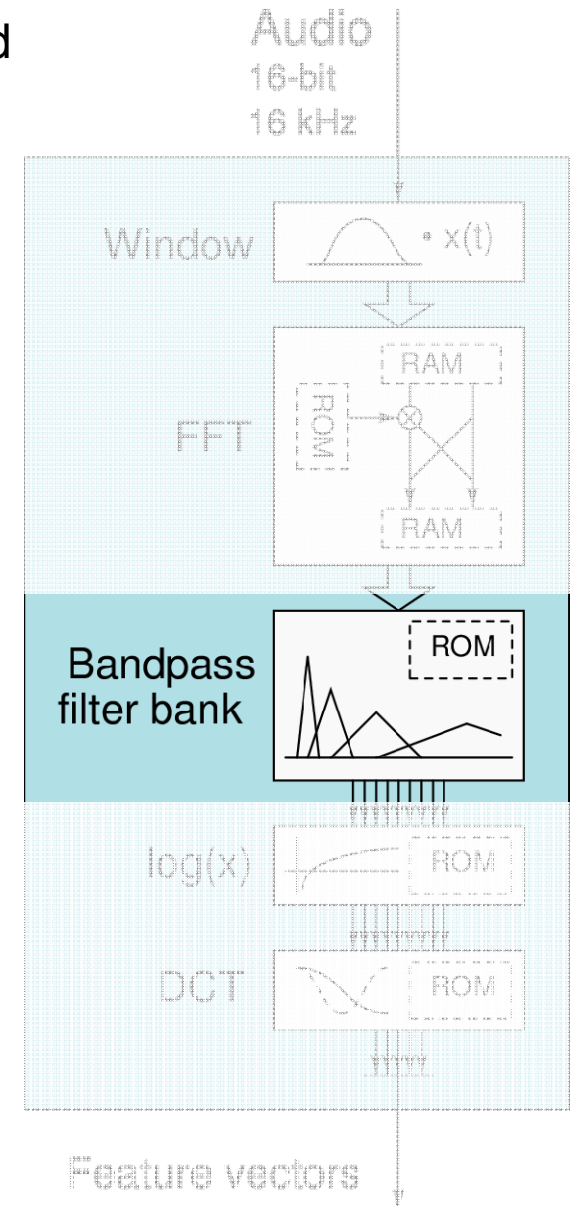 d
Audio
16-bit
16 kHz
Window
• x(t)
RAM
ROM
FFT
RAM
ROM
Bandpass
filter bank
log(x)
ROM
DCT
ROM
Feature vectors